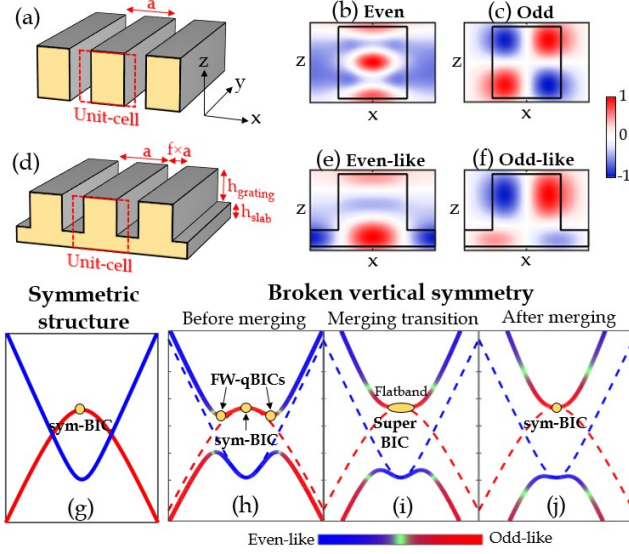 (a)
a
Unit-cell
z
y
x
(b)
Even
z
x
(c)
Odd
z
x
1
0
-1
(d)
a
f×a
hgrating
hslab
Unit-cell
(e)
Even-like
z
x
(f)
Odd-like
z
x
Symmetric
structure
Broken vertical symmetry
Before merging
Merging transition
After merging
sym-BIC
(g)
FW-qBICs
sym-BIC
(h)
Flatband
Super
BIC
(i)
sym-BIC
(j)
Even-like
Odd-like